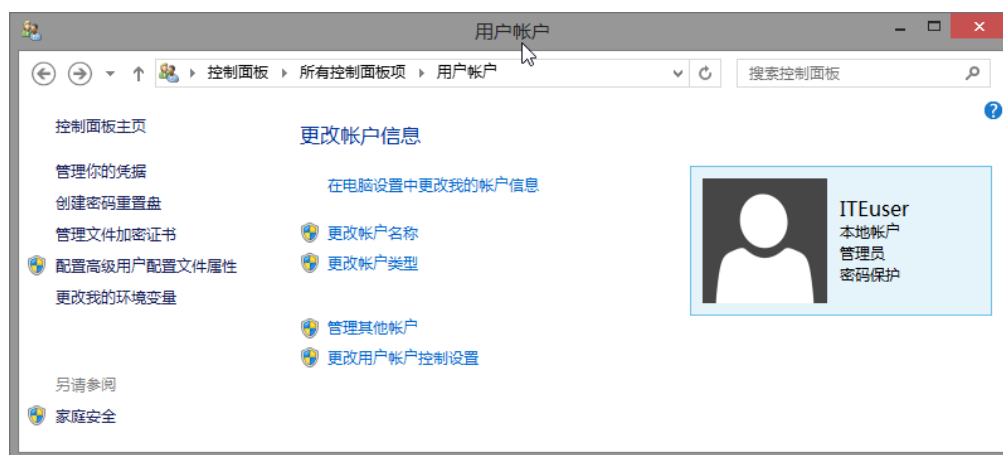 用户帐户
控制面板 所有控制面板项 用户帐户
搜索控制面板
控制面板主页
管理你的凭据
创建密码重置盘
管理文件加密证书
配置高级用户配置文件属性
更改我的环境变量
另请参阅
家庭安全
更改帐户信息
在电脑设置中更改我的帐户信息
更改帐户名称
更改帐户类型
管理其他帐户
更改用户帐户控制设置
ITEuser
本地帐户
管理员
密码保护